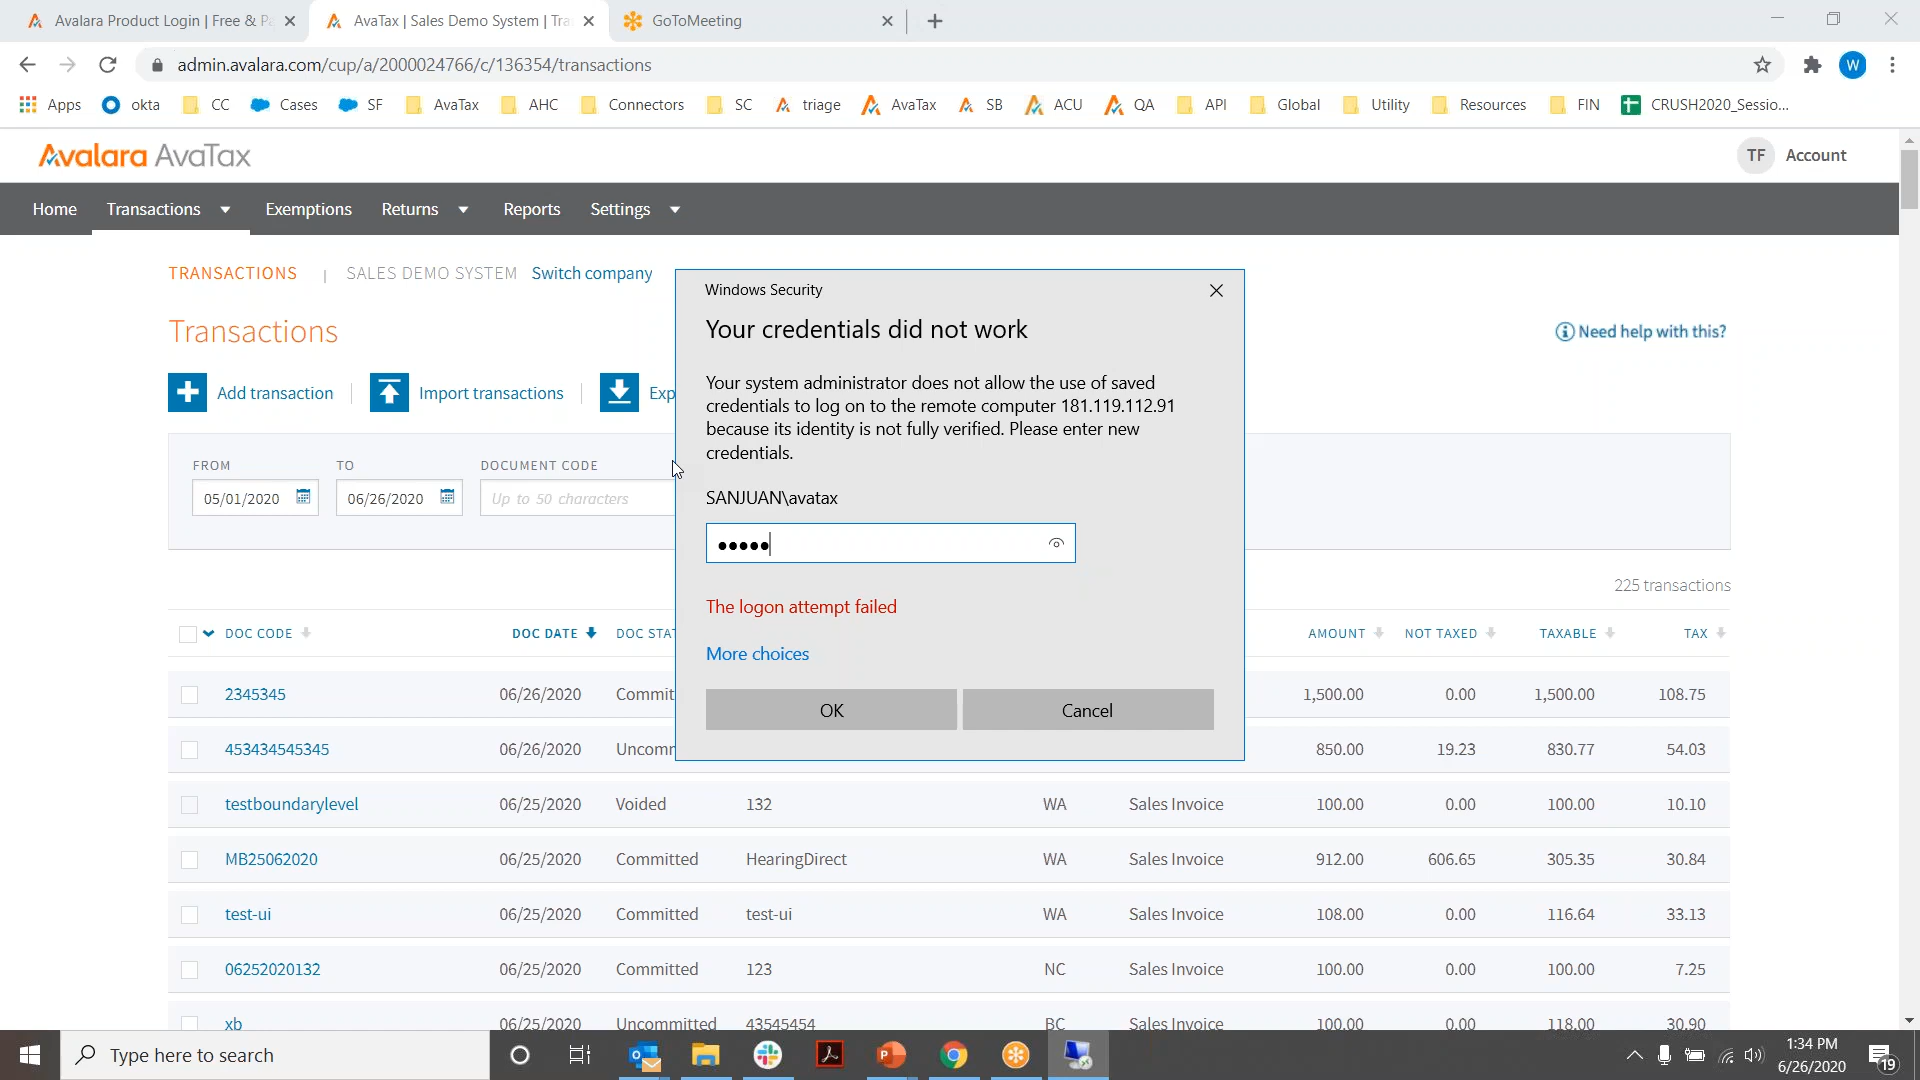 Avalara Product Login | Free & Pa
AvaTax | Sales Demo System | Tra
GoToMeeting
admin.avalara.com/cup/a/2000024766/c/136354/transactions
W
Apps
okta
CC
Cases
SF
AvaTax
AHC
Connectors
SC
triage
AvaTax
SB
ACU
QA
API
Global
Utility
Resources
FIN
CRUSH2020_Sessio...
Avalara AvaTax
TF
Account
Home
Transactions
Exemptions
Returns
Reports
Settings
TRANSACTIONS | SALES DEMO SYSTEM Switch company
Transactions
Need help with this?
Add transaction
Import transactions
Exp
FROM
TO
DOCUMENT CODE
05/01/2020
06/26/2020
Up to 50 characters
225 transactions
DOC CODE DOC DATE DOC STAT AMOUNT NOT TAXED TAXABLE TAX
2345345 06/26/2020 Commit 1,500.00 0.00 1,500.00 108.75
453434545345 06/26/2020 Uncomm 850.00 19.23 830.77 54.03
testboundarylevel 06/25/2020 Voided 132 WA Sales Invoice 100.00 0.00 100.00 10.10
MB25062020 06/25/2020 Committed HearingDirect WA Sales Invoice 912.00 606.65 305.35 30.84
test-ui 06/25/2020 Committed test-ui WA Sales Invoice 108.00 0.00 116.64 33.13
06252020132 06/25/2020 Committed 123 NC Sales Invoice 100.00 0.00 100.00 7.25
xb 06/25/2020 Uncommitted 43545454 BC Sales Invoice 100.00 0.00 118.00 30.90
Windows Security
Your credentials did not work
Your system administrator does not allow the use of saved
credentials to log on to the remote computer 181.119.112.91
because its identity is not fully verified. Please enter new
credentials.
SANJUAN\avatax
●●●●●
The logon attempt failed
More choices
OK
Cancel
Type here to search
1:34 PM
6/26/2020
19